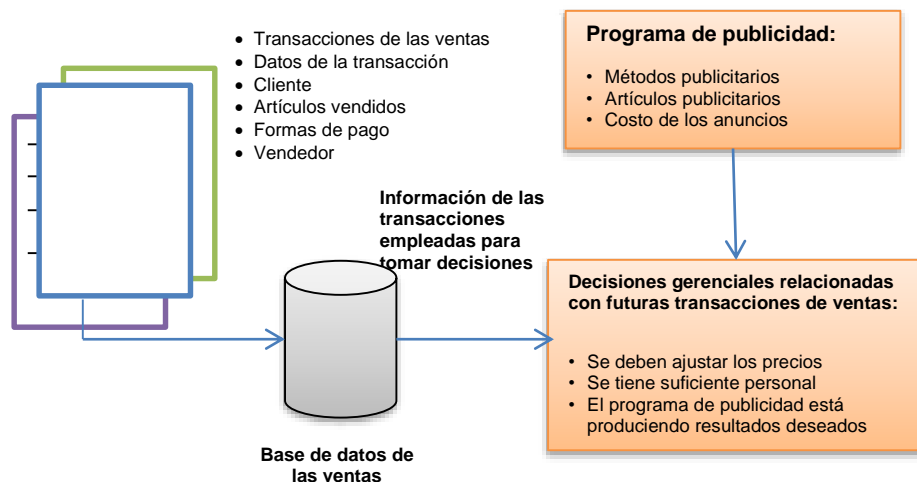 • Transacciones de las ventas
• Datos de la transacción
• Cliente
• Artículos vendidos
• Formas de pago
• Vendedor
Programa de publicidad:
• Métodos publicitarios
• Artículos publicitarios
• Costo de los anuncios
Información de las
transacciones
empleadas para
tomar decisiones
Decisiones gerenciales relacionadas
con futuras transacciones de ventas:
• Se deben ajustar los precios
• Se tiene suficiente personal
• El programa de publicidad está
produciendo resultados deseados
Base de datos de
las ventas